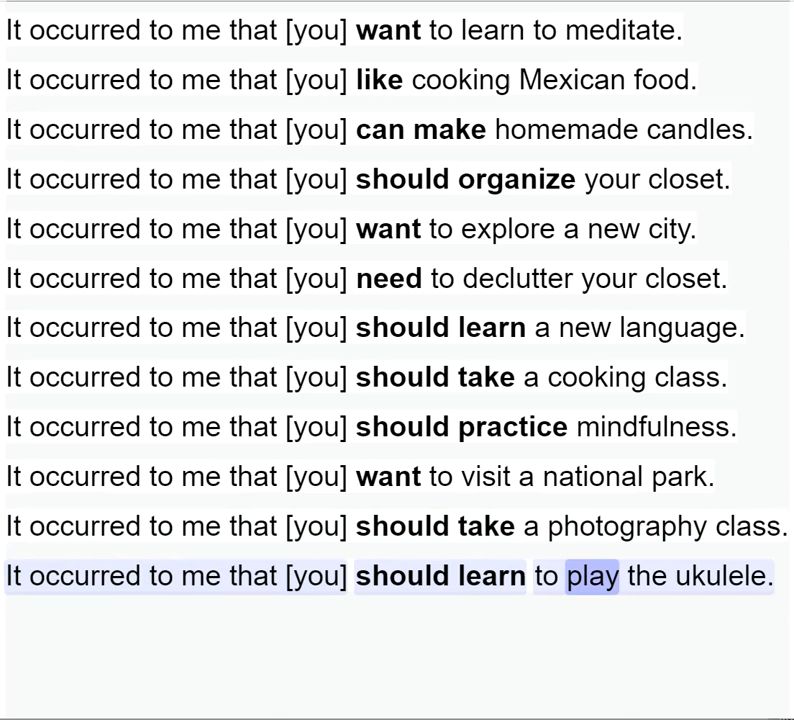 It occurred to me that [you] want to learn to meditate.
It occurred to me that [you] like cooking Mexican food.
It occurred to me that [you] can make homemade candles.
It occurred to me that [you] should organize your closet.
It occurred to me that [you] want to explore a new city.
It occurred to me that [you] need to declutter your closet.
It occurred to me that [you] should learn a new language.
It occurred to me that [you] should take a cooking class.
It occurred to me that [you] should practice mindfulness.
It occurred to me that [you] want to visit a national park.
It occurred to me that [you] should take a photography class.
It occurred to me that [you] should learn to play the ukulele.